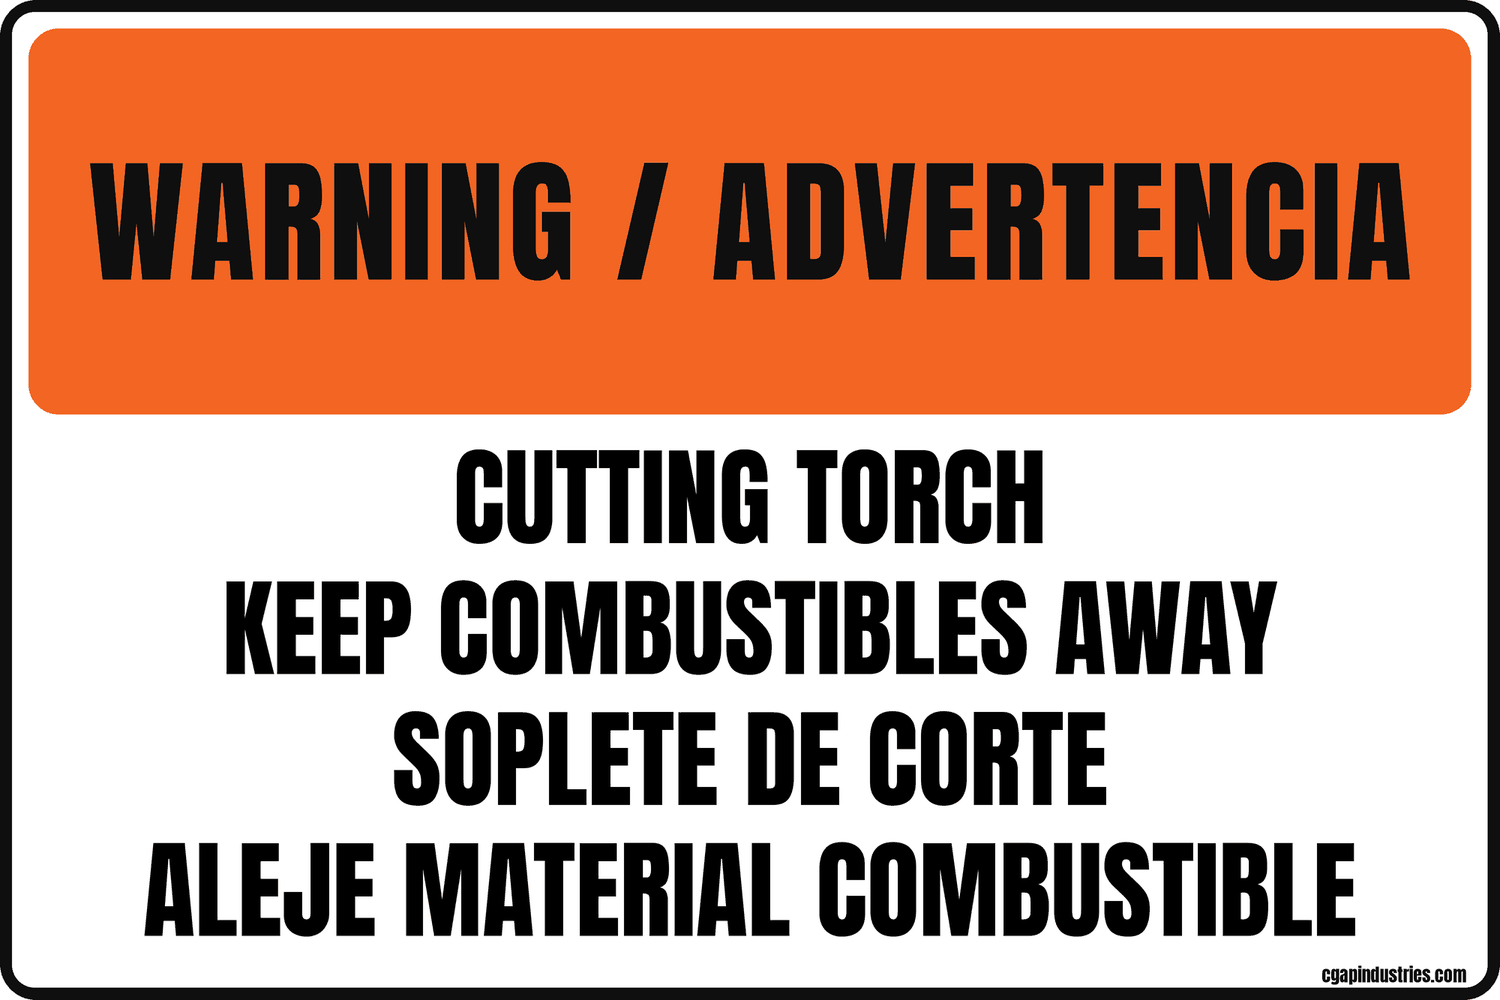 WARNING / ADVERTENCIA
CUTTING TORCH
KEEP COMBUSTIBLES AWAY
SOPLETE DE CORTE
ALEJE MATERIAL COMBUSTIBLE
cgapindustries.com